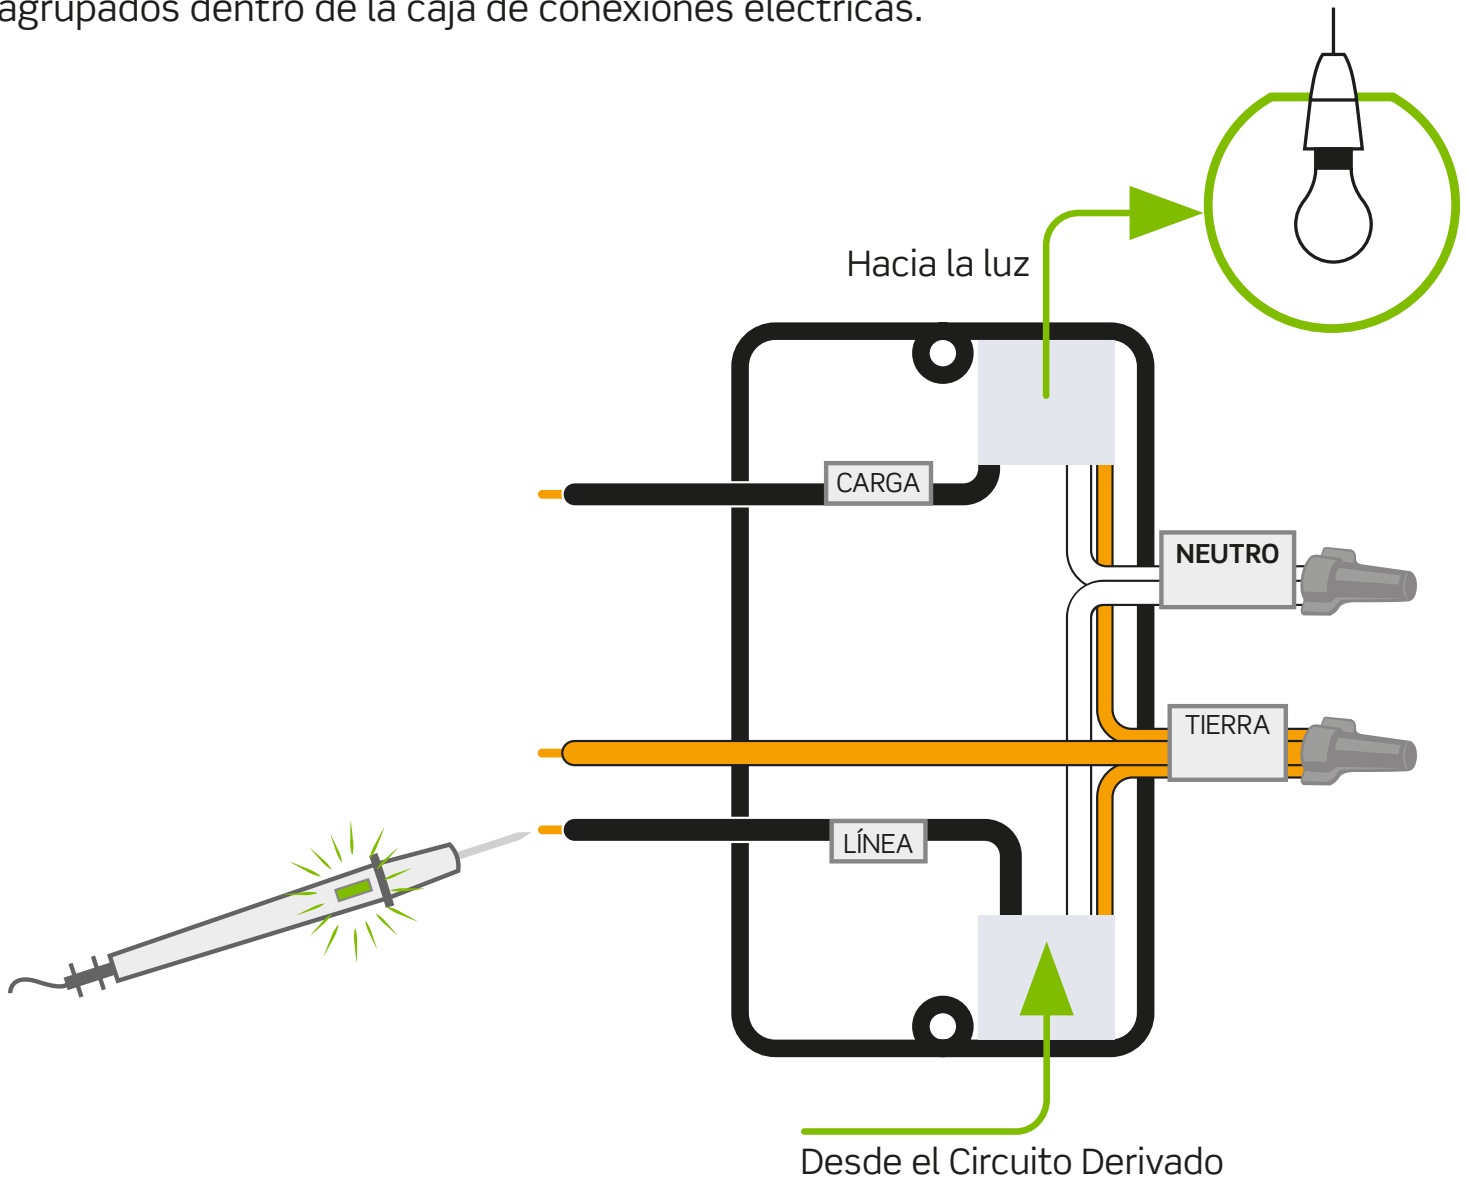 agrupados dentro de la caja de conexiones eléctricas.
Hacia la luz
CARGA
NEUTRO
TIERRA
LÍNEA
Desde el Circuito Derivado